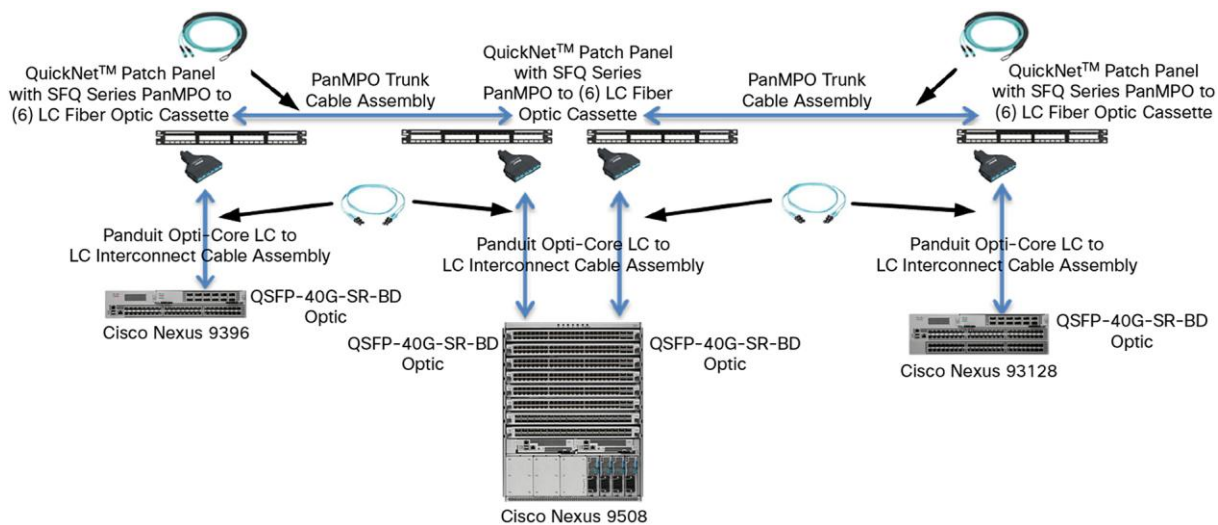 QuickNet™ Patch Panel
with SFQ Series PanMPO to
(6) LC Fiber Optic Cassette
PanMPO Trunk
Cable Assembly
QuickNet™ Patch Panel
with SFQ Series
PanMPO to (6) LC Fiber
Optic Cassette
PanMPO Trunk
Cable Assembly
QuickNet™ Patch Panel
with SFQ Series PanMPO to
(6) LC Fiber Optic Cassette
Panduit Opti-Core LC to
LC Interconnect Cable Assembly
Panduit Opti-Core LC to
LC Interconnect Cable Assembly
Panduit Opti-Core LC to
LC Interconnect Cable Assembly
QSFP-40G-SR-BD
Optic
Cisco Nexus 9396
QSFP-40G-SR-BD
Optic
QSFP-40G-SR-BD
Optic
QSFP-40G-SR-BD
Optic
Cisco Nexus 93128
Cisco Nexus 9508